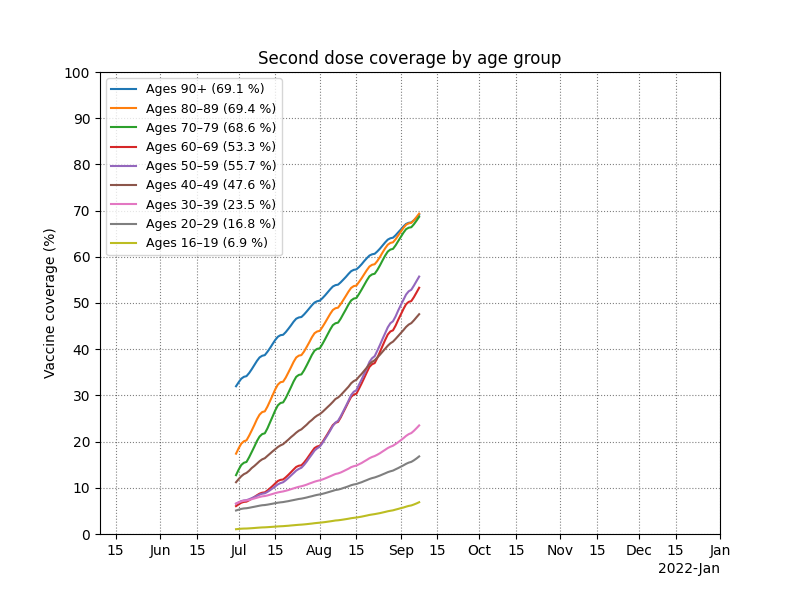 Second dose coverage by age group
Vaccine coverage (%)
100
90
80
70
60
50
40
30
20
10
0
Ages 90+ (69.1 %)
Ages 80–89 (69.4 %)
Ages 70–79 (68.6 %)
Ages 60–69 (53.3 %)
Ages 50–59 (55.7 %)
Ages 40–49 (47.6 %)
Ages 30–39 (23.5 %)
Ages 20–29 (16.8 %)
Ages 16–19 (6.9 %)
15 Jun 15 Jul 15 Aug 15 Sep 15 Oct 15 Nov 15 Dec 15 Jan
2022-Jan